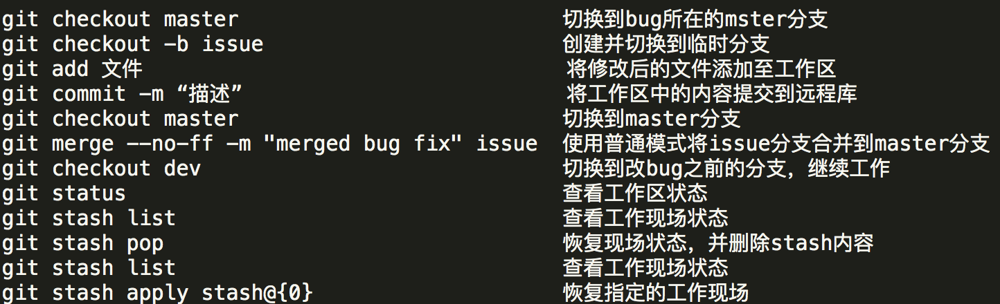 git checkout master 切换到bug所在的mster分支
git checkout -b issue 创建并切换到临时分支
git add 文件 将修改后的文件添加至工作区
git commit -m “描述” 将工作区中的内容提交到远程库
git checkout master 切换到master分支
git merge --no-ff -m "merged bug fix" issue 使用普通模式将issue分支合并到master分支
git checkout dev 切换到改bug之前的分支，继续工作
git status 查看工作区状态
git stash list 查看工作现场状态
git stash pop 恢复现场状态，并删除stash内容
git stash list 查看工作现场状态
git stash apply stash@{0} 恢复指定的工作现场